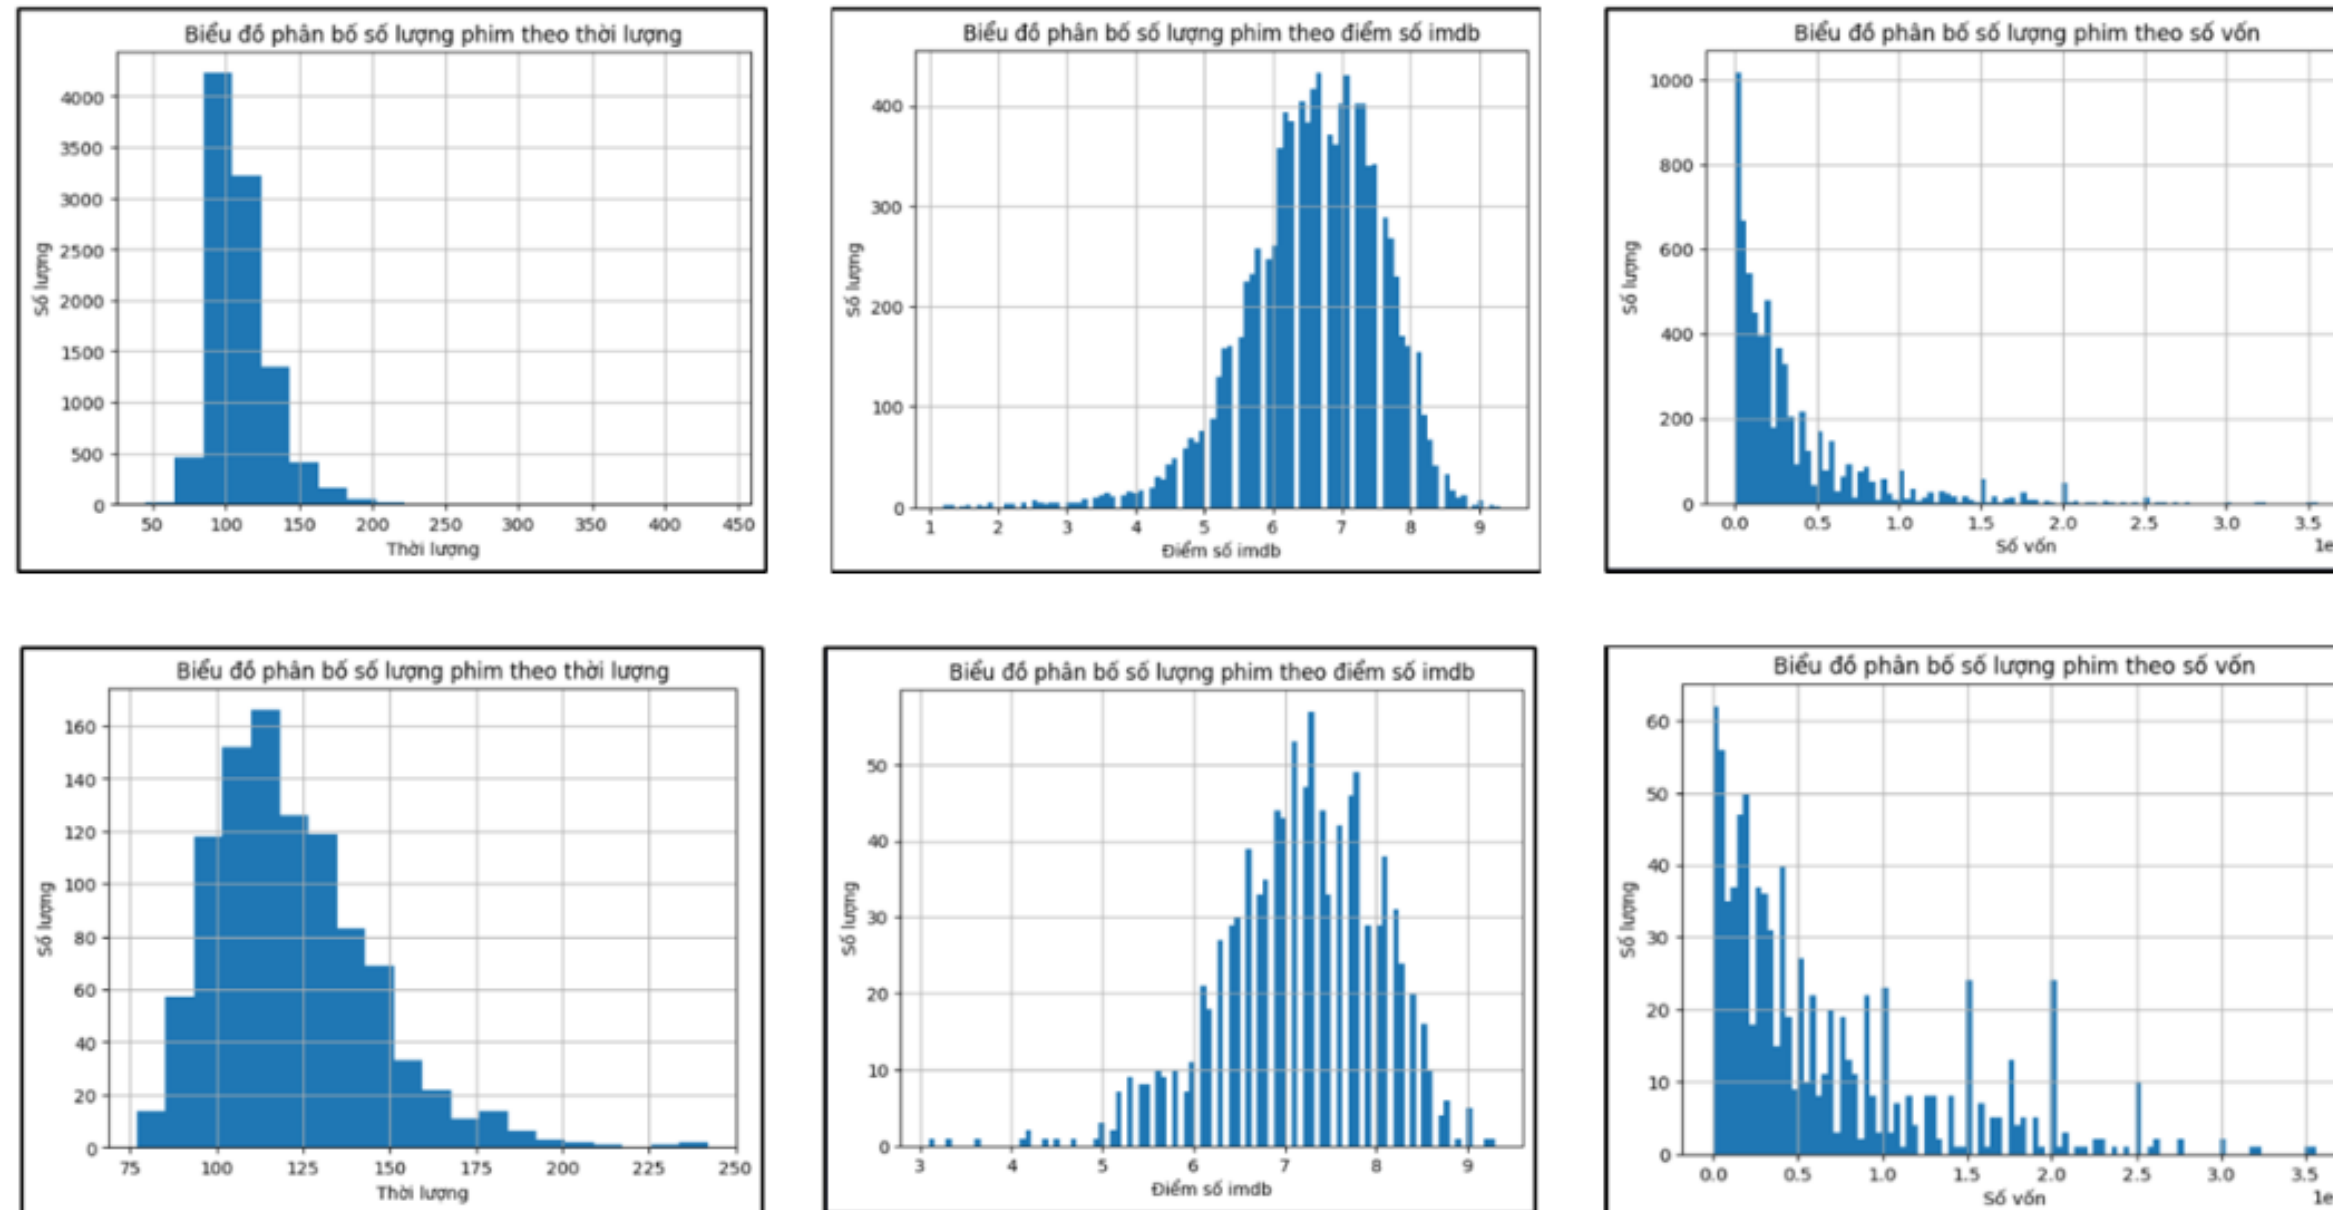 Biểu đồ phân bố số lượng phim theo thời lượng
Số lượng
4000
3500
3000
2500
2000
1500
1000
500
0
50 100 150 200 250 300 350 400 450
Thời lượng
Biểu đồ phân bố số lượng phim theo điểm số imdb
Số lượng
400
300
200
100
0
1 2 3 4 5 6 7 8 9
Điểm số imdb
Biểu đồ phân bố số lượng phim theo số vốn
Số lượng
1000
800
600
400
200
0
0.0 0.5 1.0 1.5 2.0 2.5 3.0 3.5
Số vốn
1e
Biểu đồ phân bố số lượng phim theo thời lượng
Số lượng
160
140
120
100
80
60
40
20
0
75 100 125 150 175 200 225 250
Thời lượng
Biểu đồ phân bố số lượng phim theo điểm số imdb
Số lượng
50
40
30
20
10
0
3 4 5 6 7 8 9
Điểm số imdb
Biểu đồ phân bố số lượng phim theo số vốn
Số lượng
60
50
40
30
20
10
0
0.0 0.5 1.0 1.5 2.0 2.5 3.0 3.5
Số vốn
1e